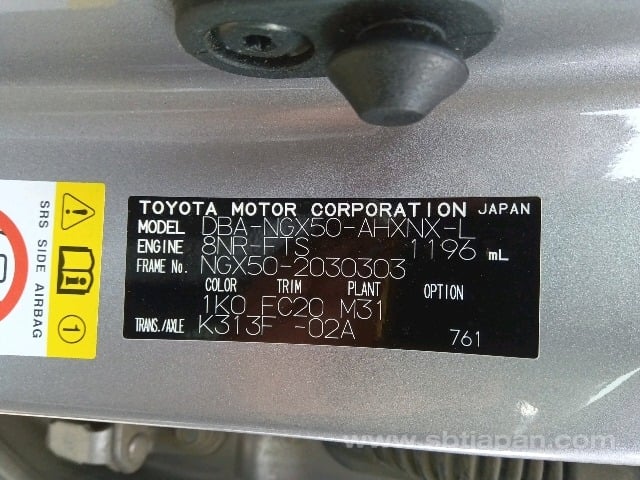 TOYOTA MOTOR CORPORATION JAPAN
MODEL DBA-NGX50-AHXNX-L
ENGINE 8NR-FTS 1196 mL
FRAME No. NGX50-2030303
COLOR TRIM PLANT OPTION
1K0 FC20 M31
TRANS./AXLE K313F -02A 761
SRS SIDE AIRBAG
1
www.sbtjapan.com